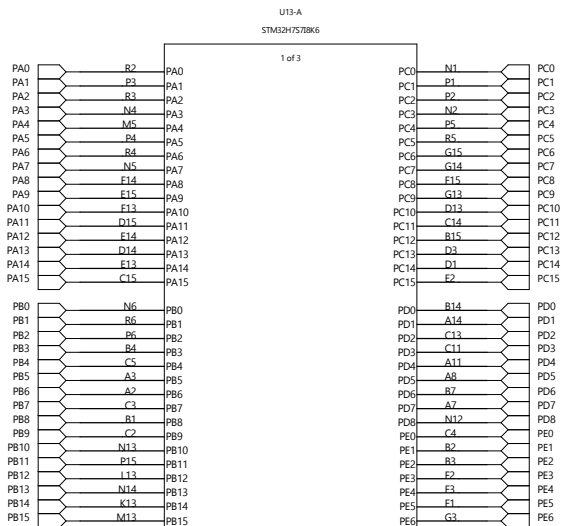 U13-A
STM32H7S7I8K6
1 of 3
PA0 R2 PA0 PC0 N1 PC0
PA1 P3 PA1 PC1 P1 PC1
PA2 R3 PA2 PC2 P2 PC2
PA3 N4 PA3 PC3 N2 PC3
PA4 M5 PA4 PC4 P5 PC4
PA5 P4 PA5 PC5 R5 PC5
PA6 R4 PA6 PC6 G15 PC6
PA7 N5 PA7 PC7 G14 PC7
PA8 F14 PA8 PC8 F15 PC8
PA9 E15 PA9 PC9 G13 PC9
PA10 F13 PA10 PC10 D13 PC10
PA11 D15 PA11 PC11 C14 PC11
PA12 E14 PA12 PC12 B15 PC12
PA13 D14 PA13 PC13 D3 PC13
PA14 E13 PA14 PC14 D1 PC14
PA15 C15 PA15 PC15 E2 PC15
PB0 N6 PB0 PD0 B14 PD0
PB1 R6 PB1 PD1 A14 PD1
PB2 P6 PB2 PD2 C13 PD2
PB3 B4 PB3 PD3 C11 PD3
PB4 C5 PB4 PD4 A11 PD4
PB5 A3 PB5 PD5 A8 PD5
PB6 A2 PB6 PD6 B7 PD6
PB7 C3 PB7 PD7 A7 PD7
PB8 B1 PB8 PD8 N12 PD8
PB9 C2 PB9 PE0 C4 PE0
PB10 N13 PB10 PE1 B2 PE1
PB11 P15 PB11 PE2 B3 PE2
PB12 L13 PB12 PE3 F2 PE3
PB13 N14 PB13 PE4 F3 PE4
PB14 K13 PB14 PE5 F1 PE5
PB15 M13 PB15 PE6 G3 PE6